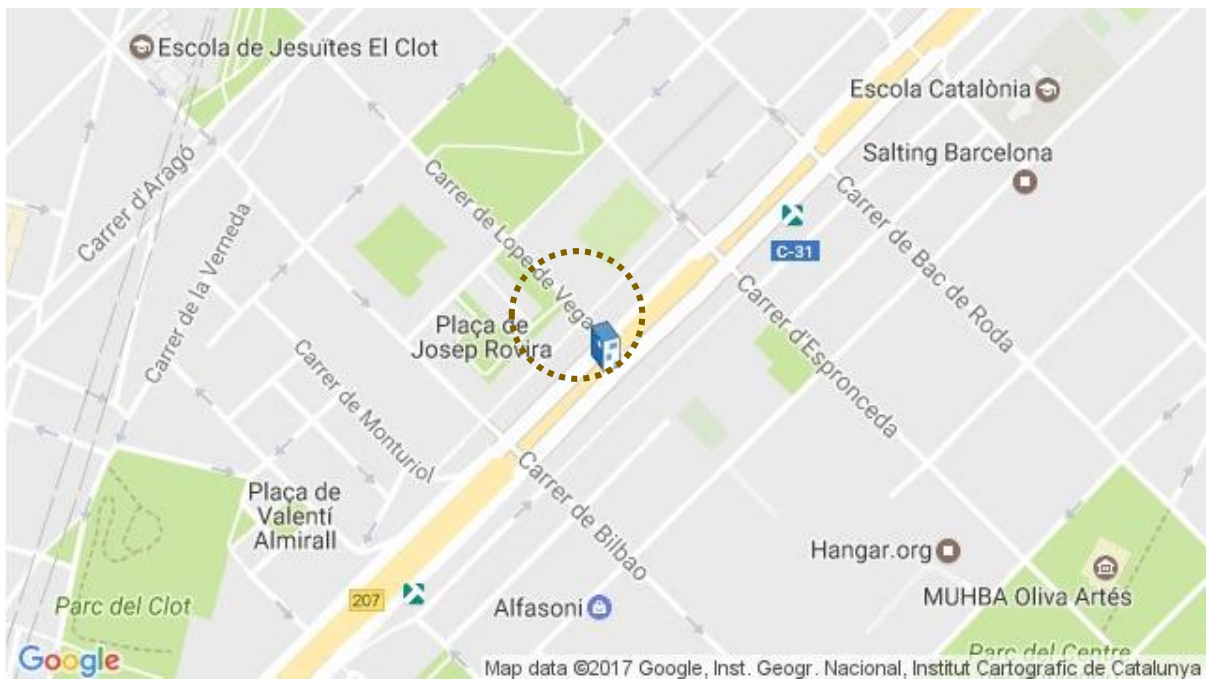 Escola de Jesuïtes El Clot
Escola Catalònia
Salting Barcelona
Carrer d'Aragó
Carrer de la Verneda
Carrer de Lope de Vega
C-31
Carrer de Bac de Roda
Plaça de
Josep Rovira
Carrer d'Espronceda
Carrer de Monturiol
Carrer de Bilbao
Plaça de
Valentí
Almirall
Hangar.org
207
Alfasoni
MUHBA Oliva Artés
Parc del Clot
Parc del Centre
Google
Map data ©2017 Google, Inst. Geogr. Nacional, Institut Cartogràfic de Catalunya